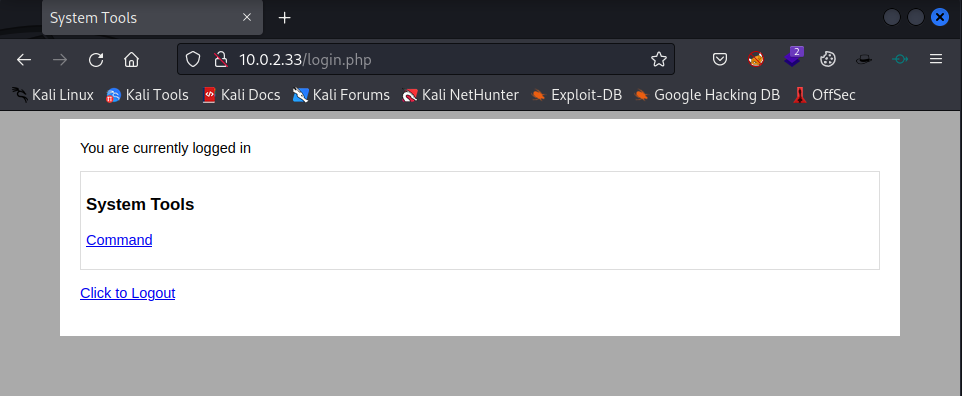 System Tools
10.0.2.33/login.php
2
Kali Linux Kali Tools Kali Docs Kali Forums Kali NetHunter Exploit-DB Google Hacking DB OffSec
You are currently logged in
System Tools
Command
Click to Logout